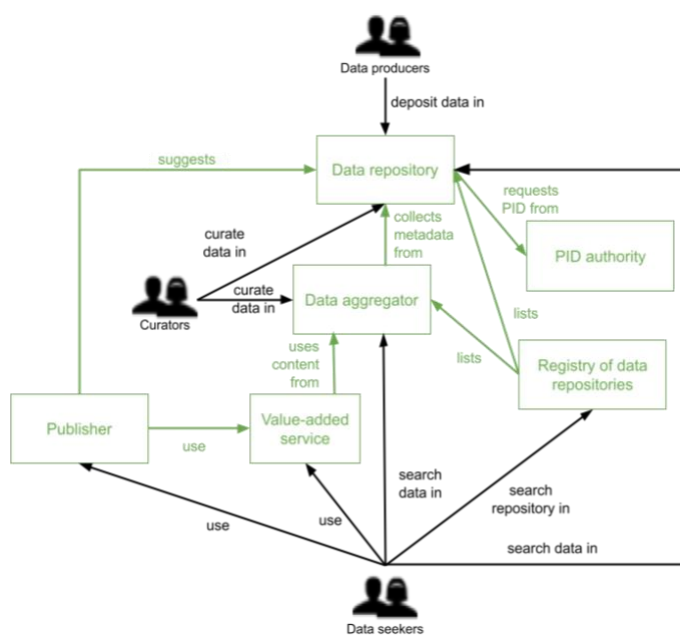 Data producers
deposit data in
suggests
Data repository
requests
PID from
curate
data in
collects
metadata
from
PID authority
curate
data in
Data aggregator
Curators
lists
uses
content
from
lists
Registry of data
repositories
Publisher
use
Value-added
service
search
data in
search
repository in
use
use
search data in
Data seekers